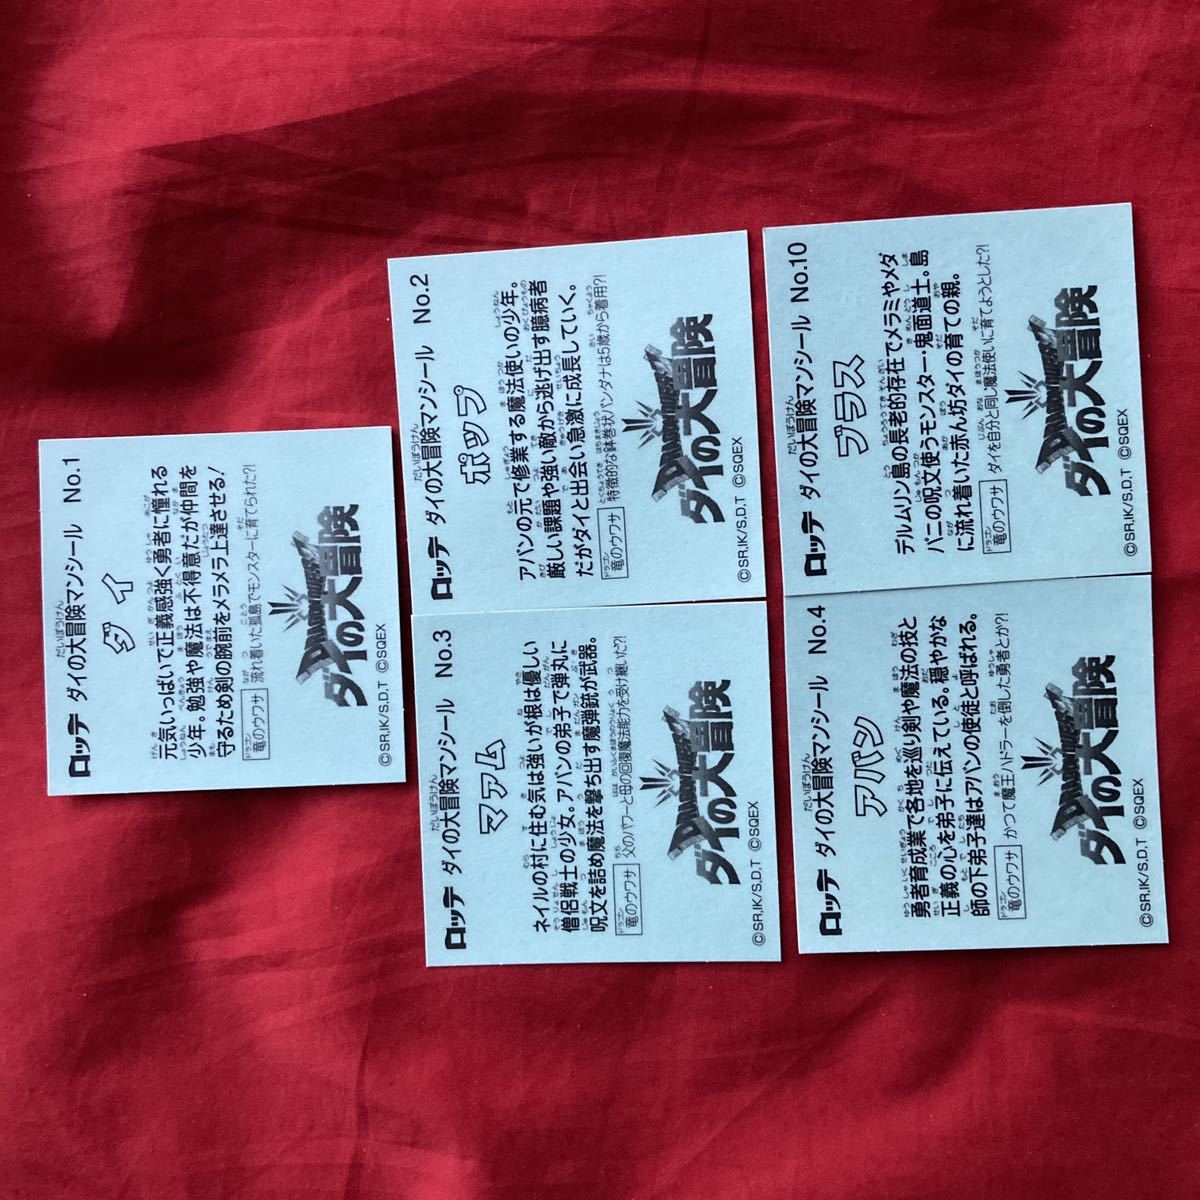 ロッテ ダイの大冒険マンシール No.1
ダイ
元気いっぱいで正義感強く勇者に憧れる
少年。勉強や魔法は不得意だが仲間を
守るため剣の腕前をメラメラ上達させる!
竜のウワサ 流れ着いた孤島でモンスターに育てられた?!
DRAGON QUEST
ダイの大冒険
©SR,IK/S,D,T ©SQEX
ロッテ ダイの大冒険マンシール No.2
ポップ
アバンの元で修業する魔法使いの少年。
厳しい課題や強い敵から逃げ出す臆病者
だがダイと出会い急激に成長していく。
竜のウワサ 特徴的な鉢巻状バンダナは5歳から着用?!
DRAGON QUEST
ダイの大冒険
©SR,IK/S,D,T ©SQEX
ロッテ ダイの大冒険マンシール No.3
マァム
ネイルの村に住む気は強いが根は優しい
僧侶戦士の少女。アバンの弟子で弾丸に
呪文を詰め魔法を撃ち出す魔弾銃が武器。
竜のウワサ 父のパワーと母の回復魔法能力を受け継いだ?!
DRAGON QUEST
ダイの大冒険
©SR,IK/S,D,T ©SQEX
ロッテ ダイの大冒険マンシール No.10
ブラス
デルムリン島の長老的存在でメラミやメダ
パニの呪文使うモンスター・鬼面道士。島
に流れ着いた赤ん坊ダイの育ての親。
竜のウワサ ダイを自分と同じ魔法使いに育てようとした?!
DRAGON QUEST
ダイの大冒険
©SR,IK/S,D,T ©SQEX
ロッテ ダイの大冒険マンシール No.4
アバン
勇者育成業で各地を巡り剣や魔法の技と
正義の心を弟子に伝えている。穏やかな
師の下弟子達はアバンの使徒と呼ばれる。
竜のウワサ かつて魔王ハドラーを倒した勇者とか?!
DRAGON QUEST
ダイの大冒険
©SR,IK/S,D,T ©SQEX